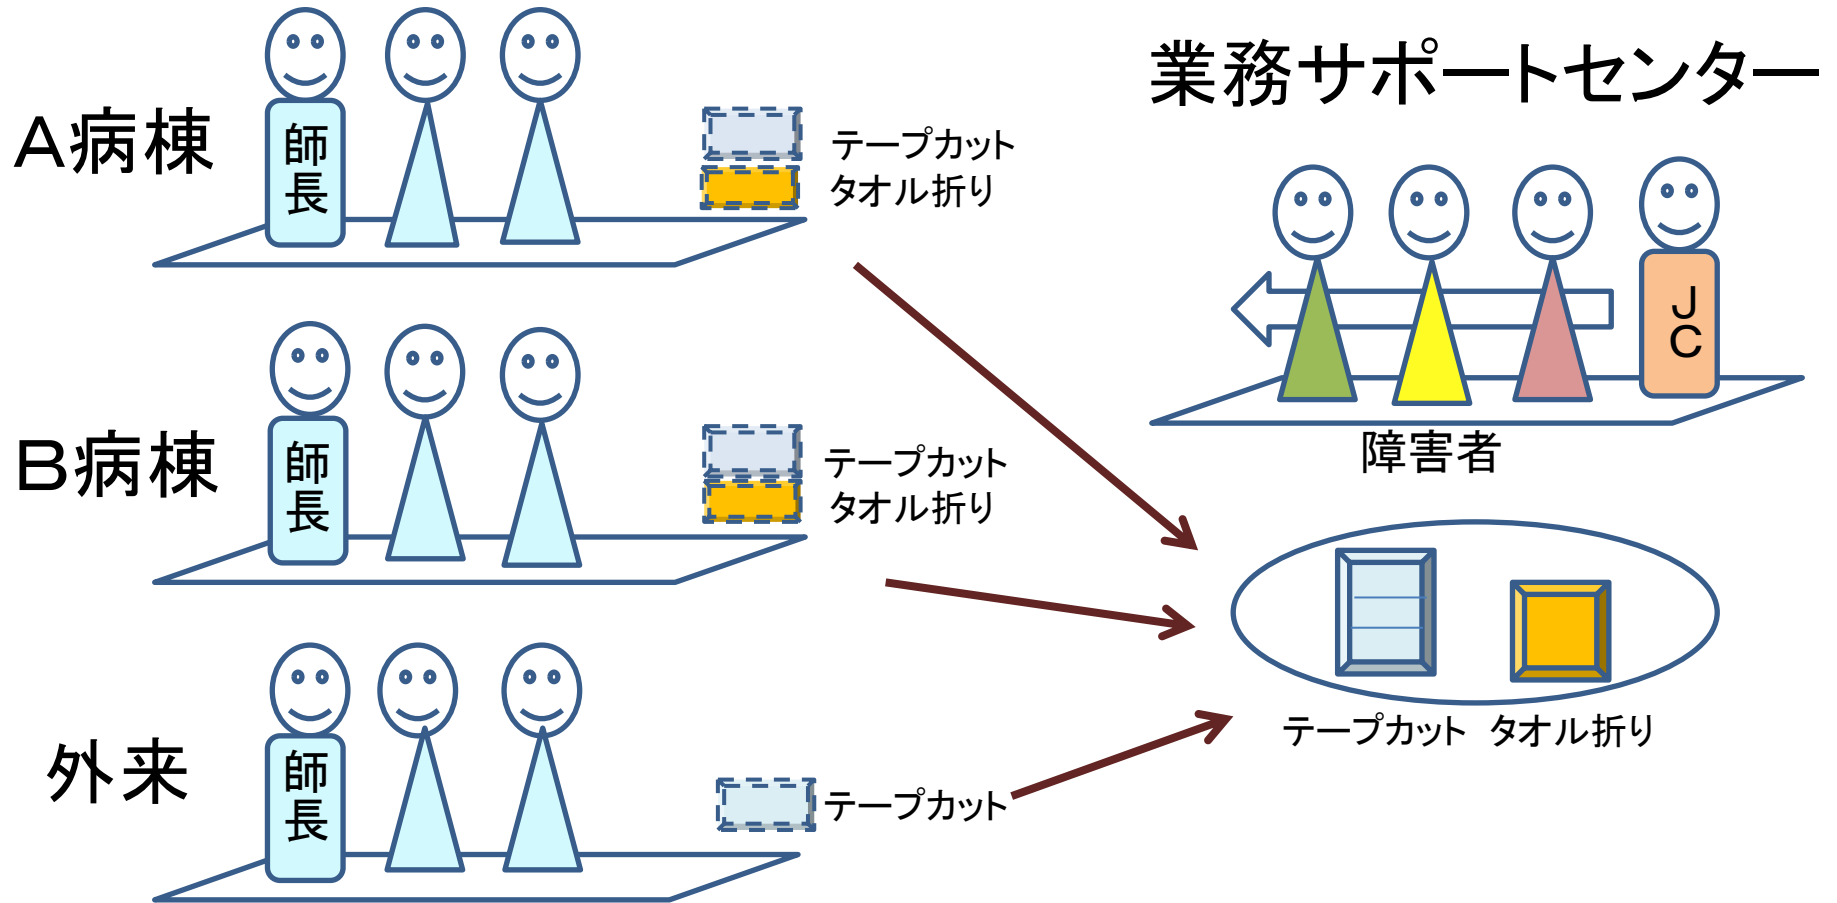 A病棟
師長
テープカット
タオル折り
B病棟
師長
テープカット
タオル折り
外来
師長
テープカット
業務サポートセンター
JC
障害者
テープカット タオル折り